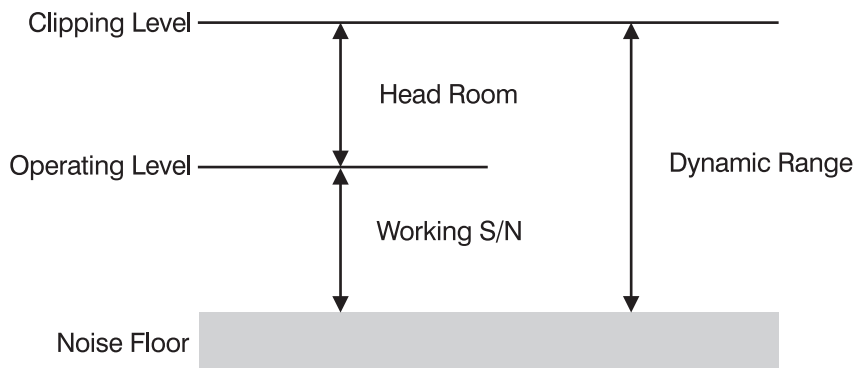 Clipping Level
Head Room
Operating Level
Dynamic Range
Working S/N
Noise Floor